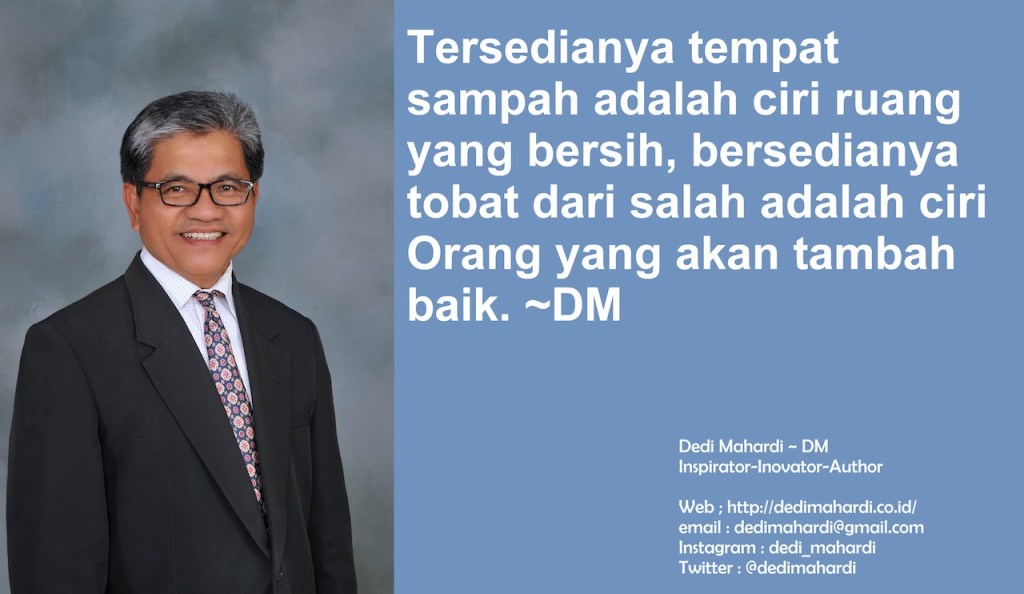 Tersedianya tempat
sampah adalah ciri ruang
yang bersih, bersedianya
tobat dari salah adalah ciri
Orang yang akan tambah
baik. ~DM
Dedi Mahardi ~ DM
Inspirator-Inovator-Author
Web ; http://dedimahardi.co.id/
email : dedimahardi@gmail.com
Instagram : dedi_mahardi
Twitter : @dedimahardi